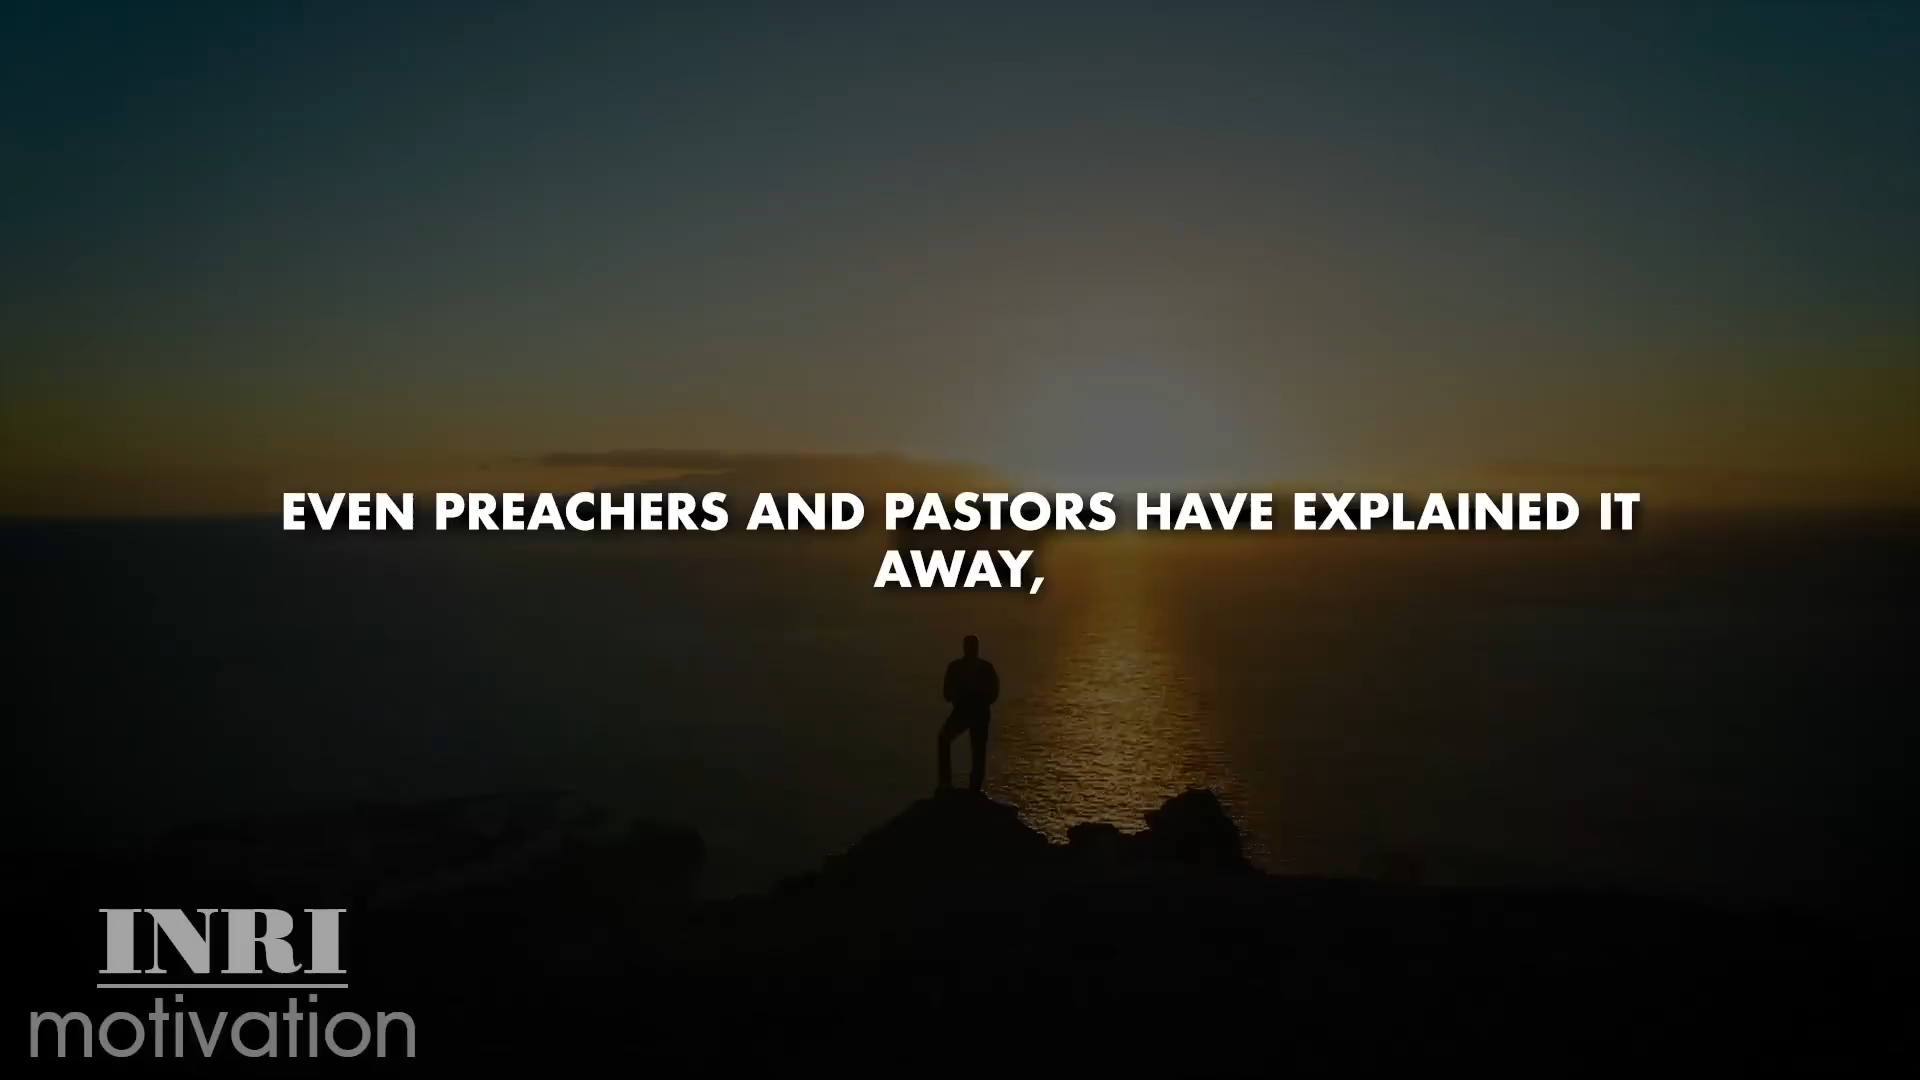 EVEN PREACHERS AND PASTORS HAVE EXPLAINED IT
AWAY,
INRI
motivation